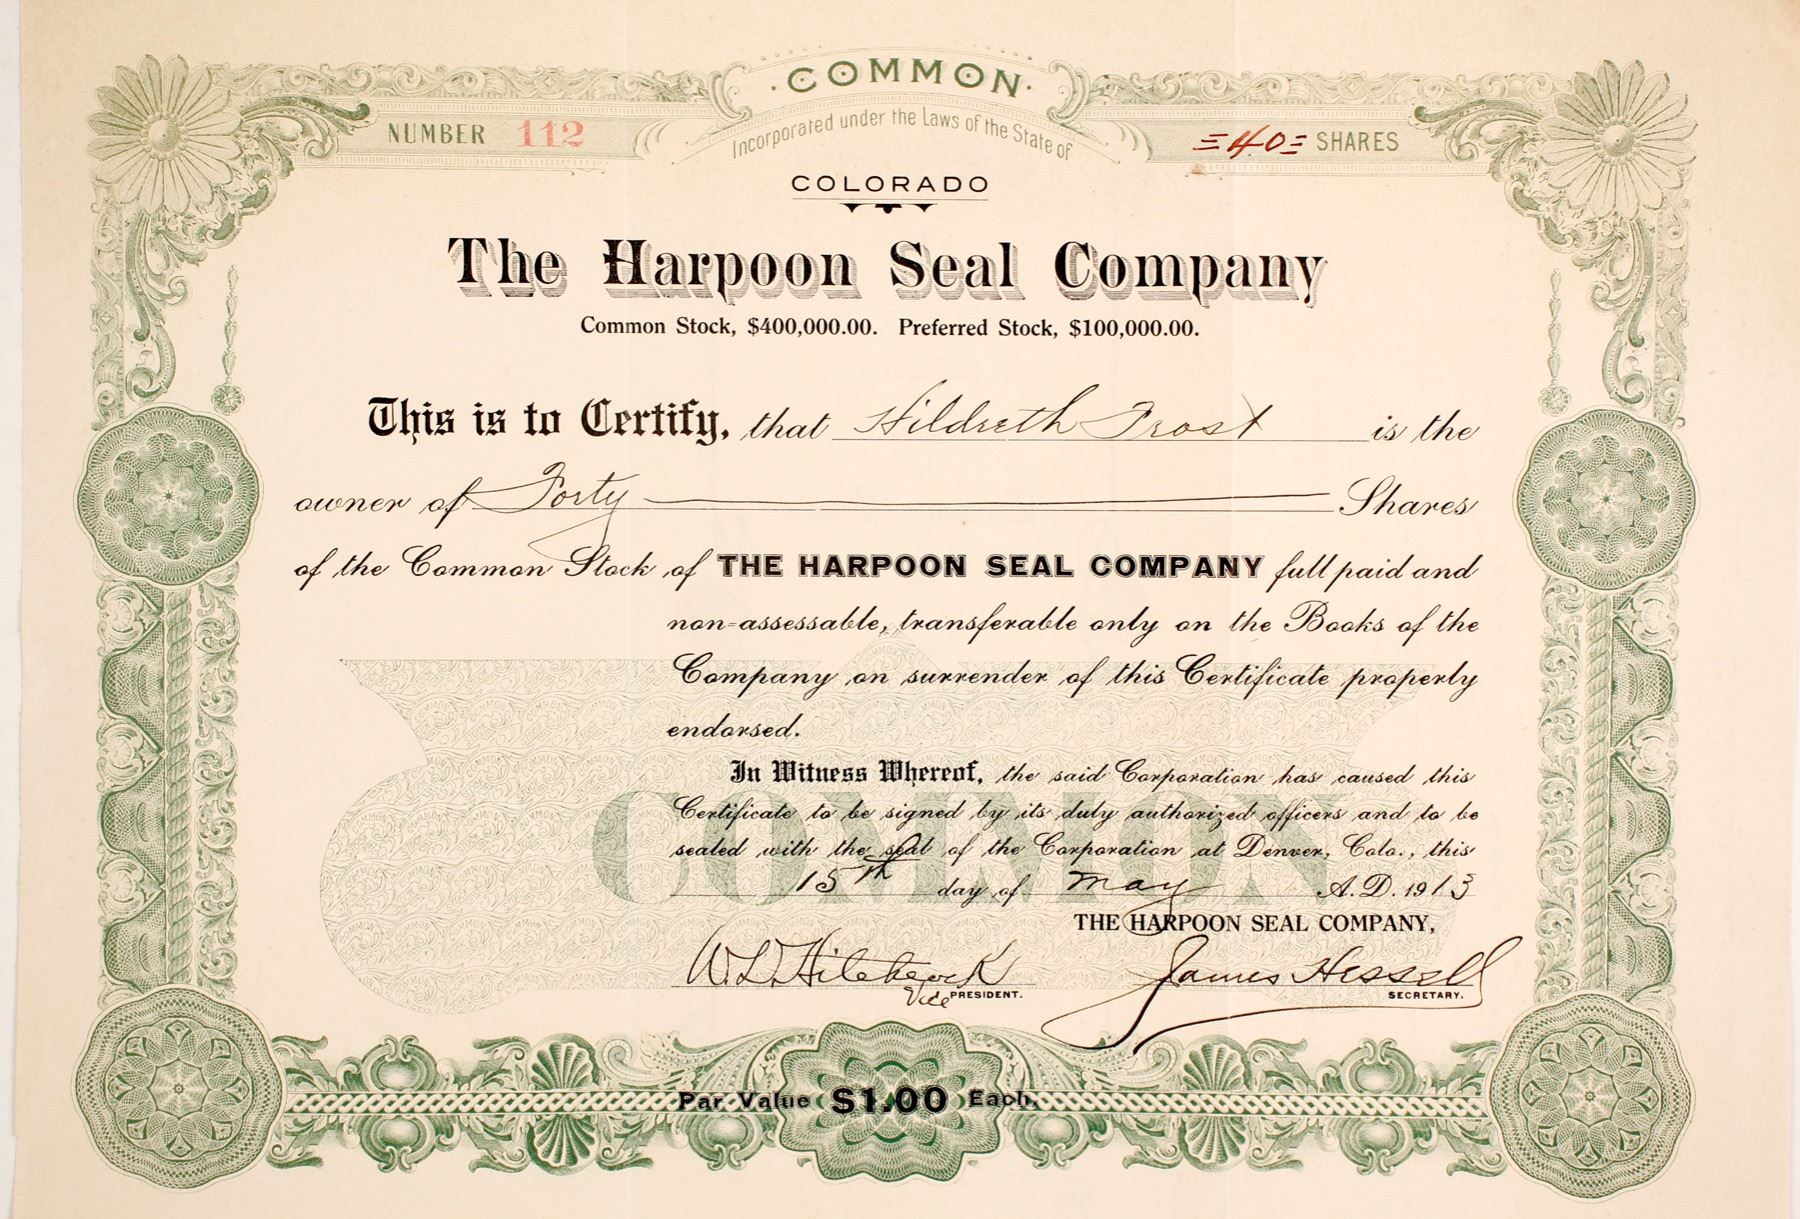 COMMON
Incorporated under the Laws of the State of
NUMBER 112
=40= SHARES
COLORADO
The Harpoon Seal Company
Common Stock, $400,000.00. Preferred Stock, $100,000.00.
This is to Certify, that Hildreth Frost is the
owner of Forty Shares
of the Common Stock of THE HARPOON SEAL COMPANY full paid and
non-assessable, transferable only on the Books of the
Company on surrender of this Certificate properly
endorsed.
COMMON
In Witness Whereof, the said Corporation has caused this
Certificate to be signed by its duly authorized officers and to be
sealed with the seal of the Corporation at Denver, Colo., this
15th day of May A.D. 1913
THE HARPOON SEAL COMPANY,
W L Hitchcock James Hessell
Vice PRESIDENT. SECRETARY.
Par Value $1.00 Each.